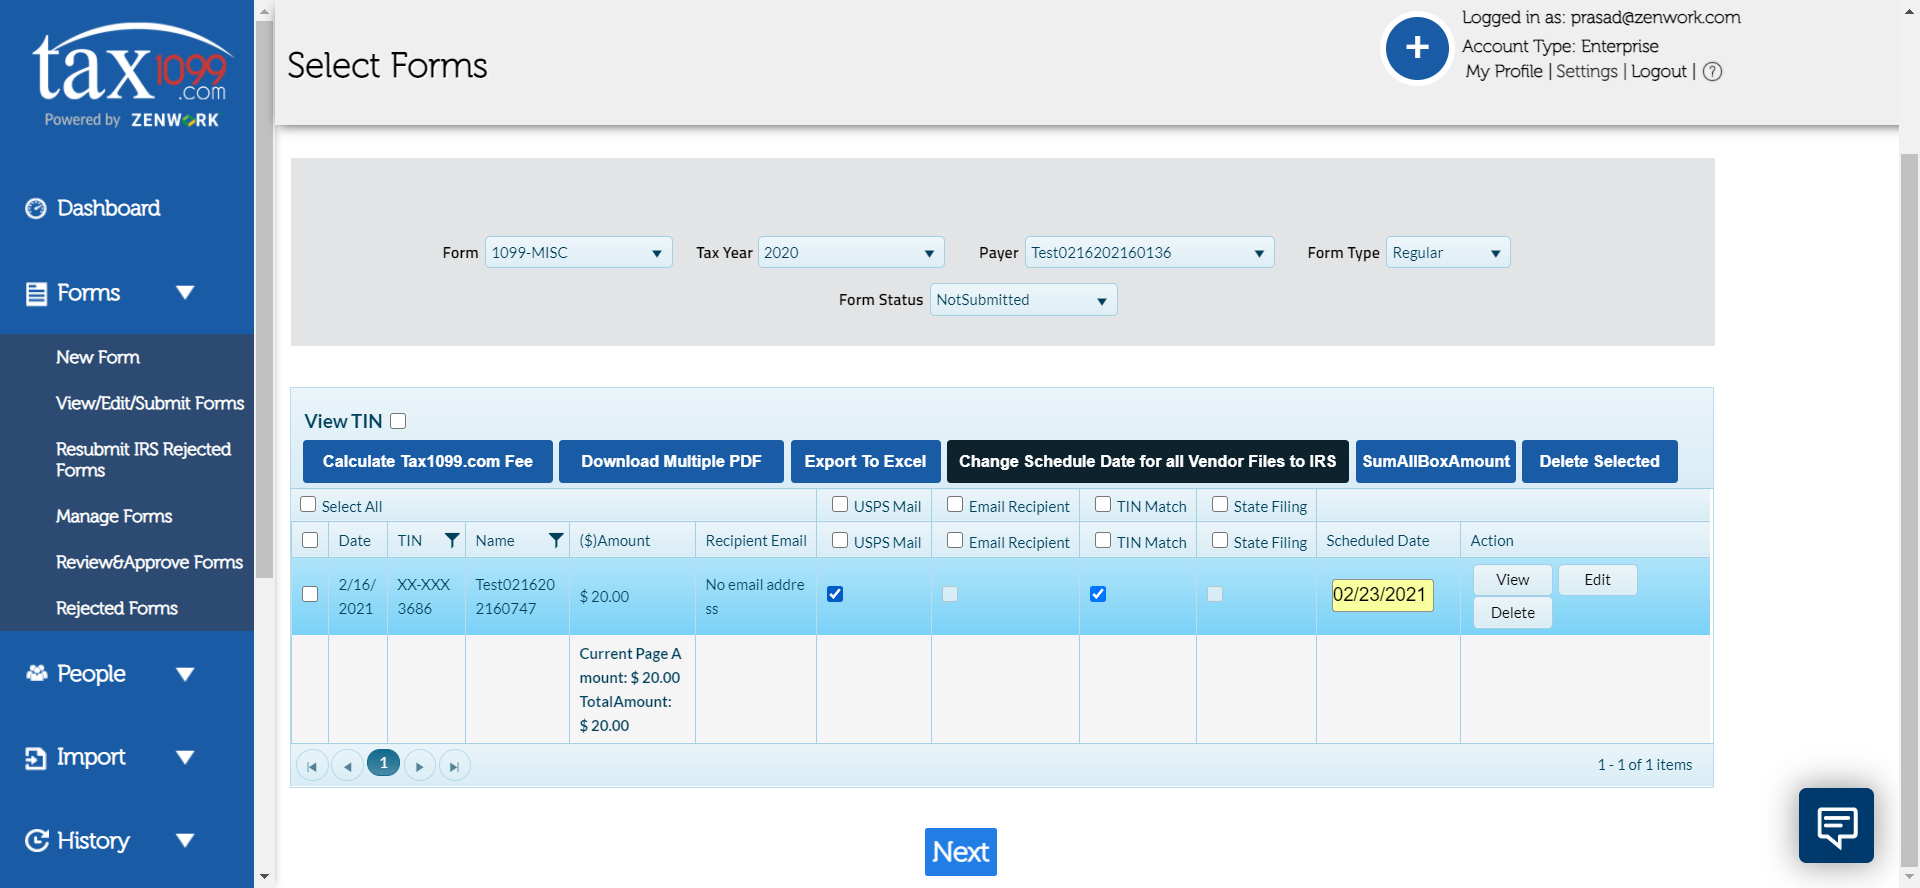 tax1099
.com
Powered by ZENWORK
Dashboard
Forms
New Form
View/Edit/Submit Forms
Resubmit IRS Rejected
Forms
Manage Forms
Review&Approve Forms
Rejected Forms
People
Import
History
Select Forms
+
Logged in as: prasad@zenwork.com
Account Type: Enterprise
My Profile | Settings | Logout | ?
Form 1099-MISC Tax Year 2020 Payer Test0216202160136 Form Type Regular
Form Status NotSubmitted
View TIN
Calculate Tax1099.com Fee Download Multiple PDF Export To Excel Change Schedule Date for all Vendor Files to IRS SumAllBoxAmount Delete Selected
Select All USPS Mail Email Recipient TIN Match State Filing
Date TIN Name ($)Amount Recipient Email USPS Mail Email Recipient TIN Match State Filing Scheduled Date Action
2/16/ XX-XXX Test021620 $ 20.00 No email addre 02/23/2021 View Edit
2021 3686 2160747 ss Delete
Current Page A
mount: $ 20.00
TotalAmount:
$ 20.00
1 1 - 1 of 1 items
Next